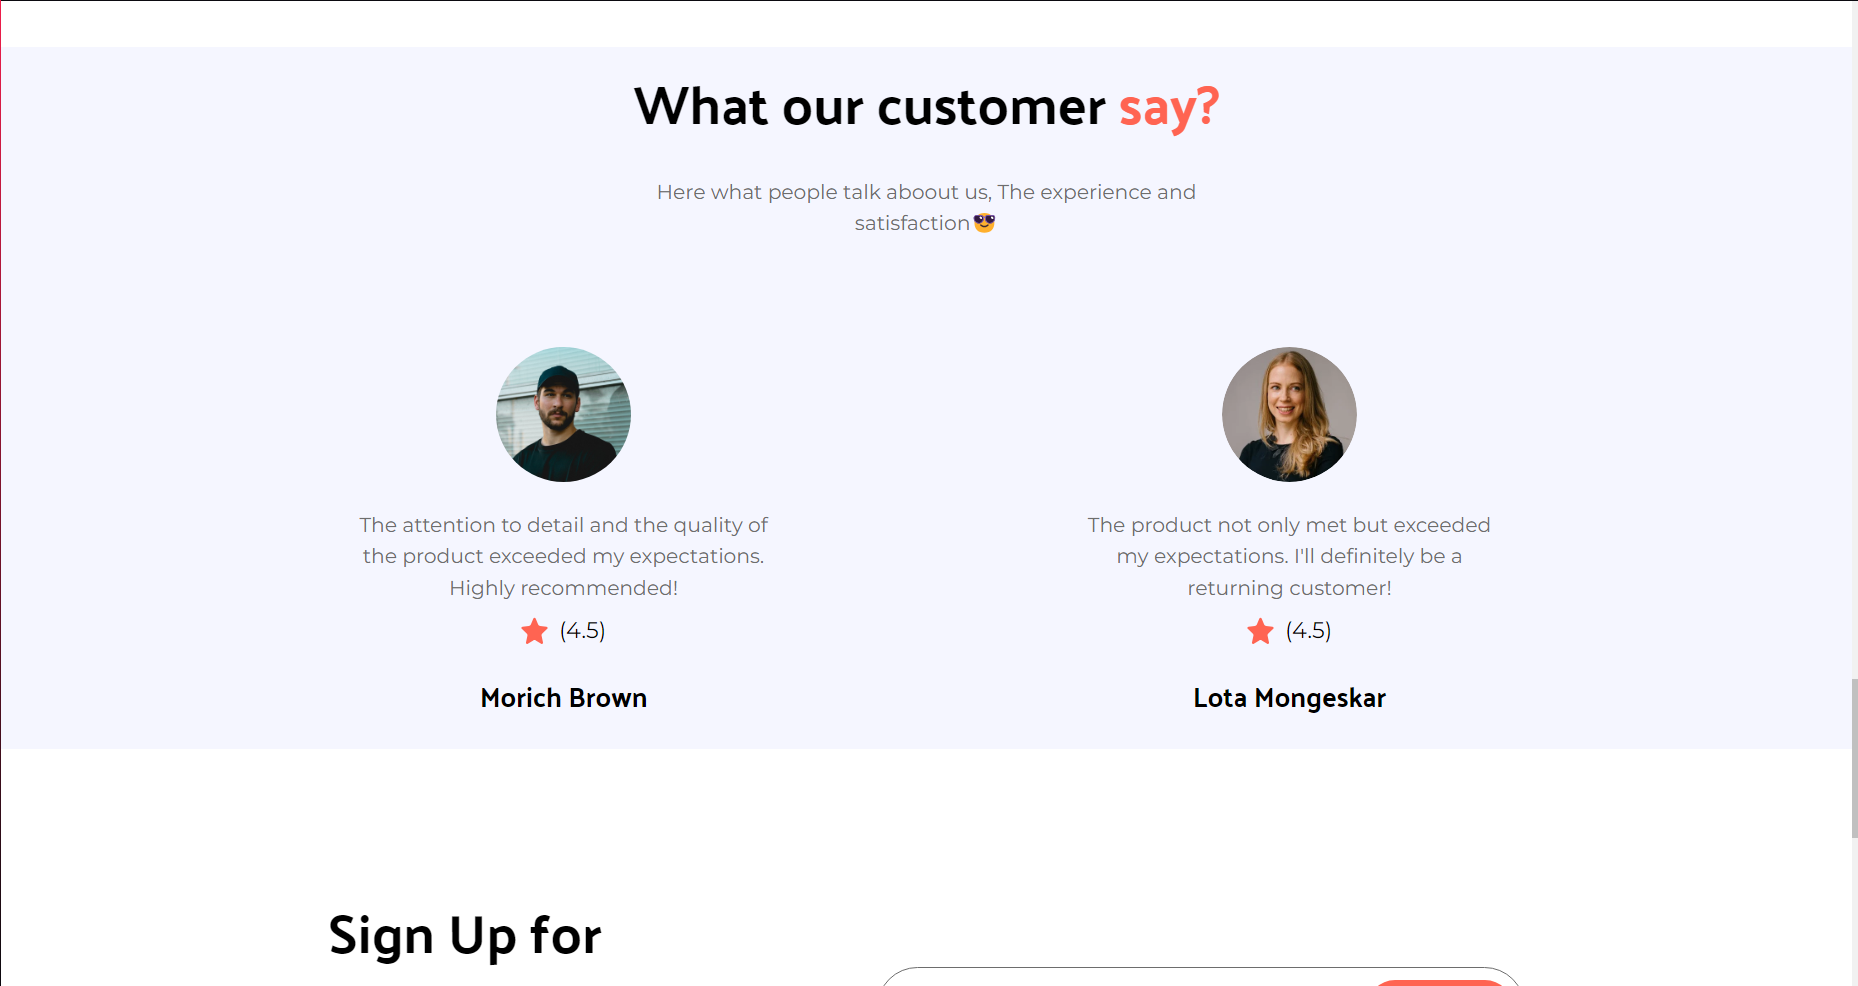 What our customer say?
Here what people talk aboout us, The experience and
satisfaction😎
The attention to detail and the quality of
the product exceeded my expectations.
Highly recommended!
(4.5)
Morich Brown
The product not only met but exceeded
my expectations. I'll definitely be a
returning customer!
(4.5)
Lota Mongeskar
Sign Up for